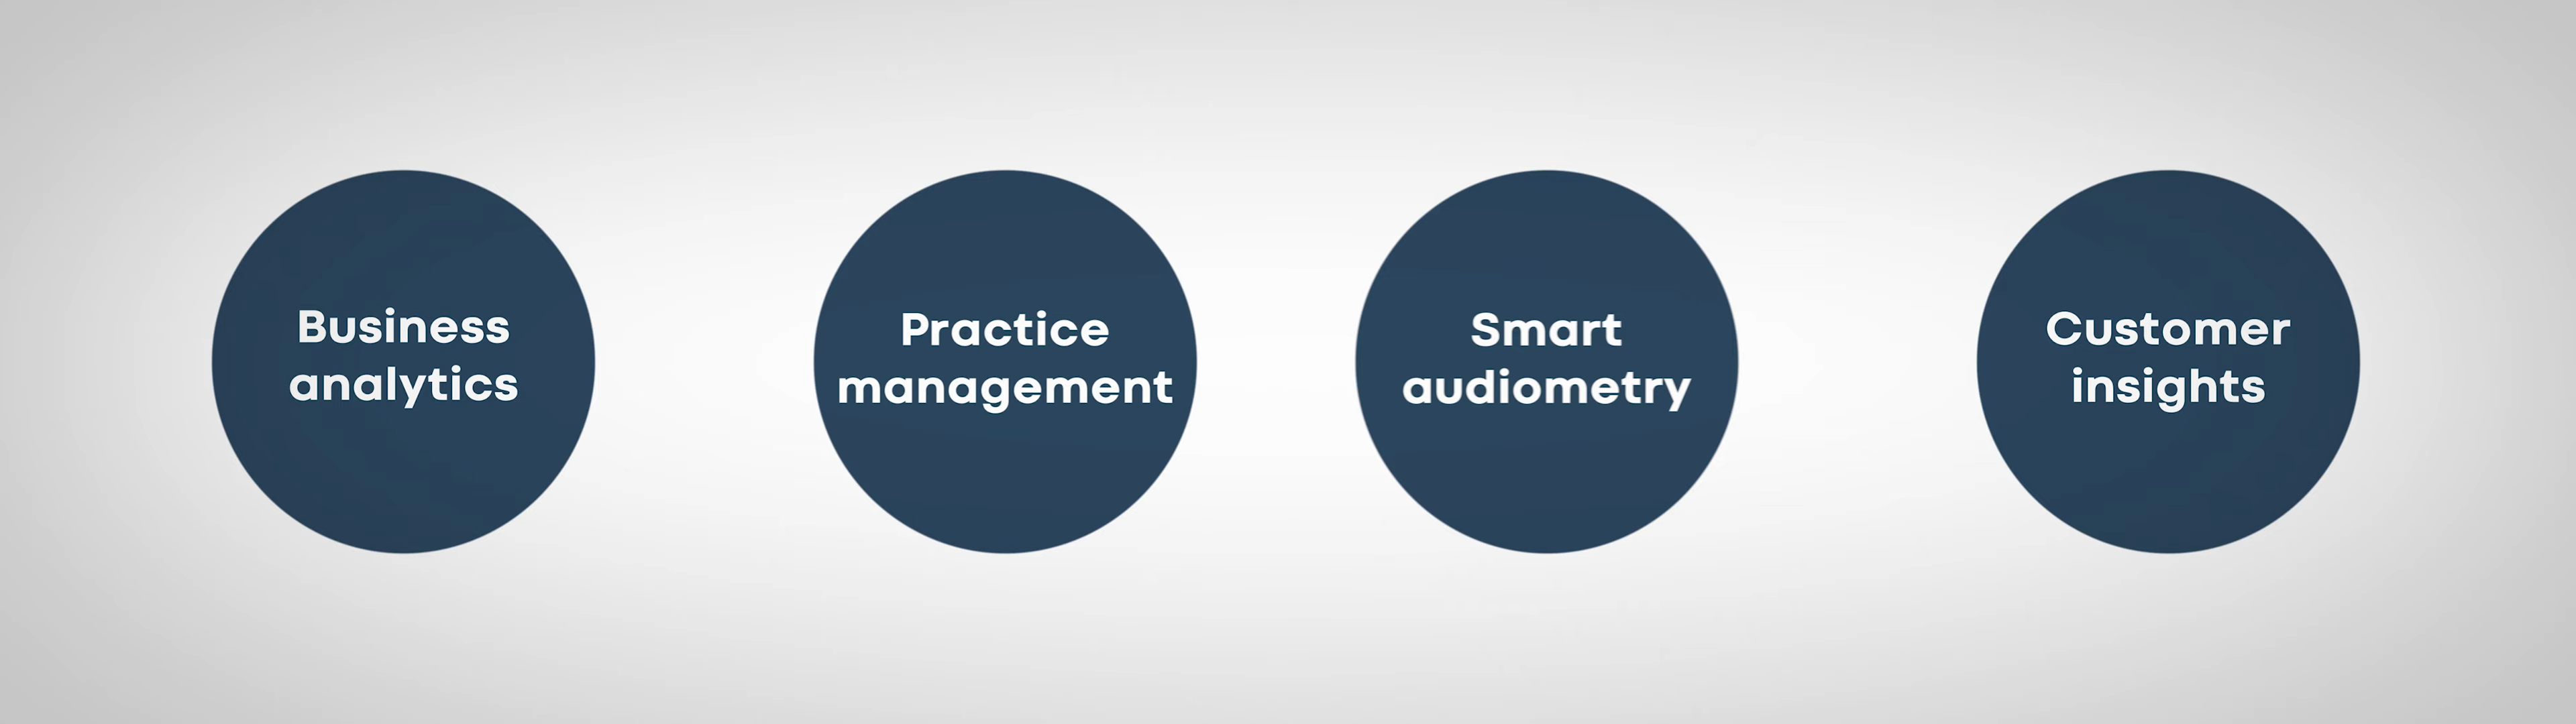 Business
analytics
Practice
management
Smart
audiometry
Customer
insights